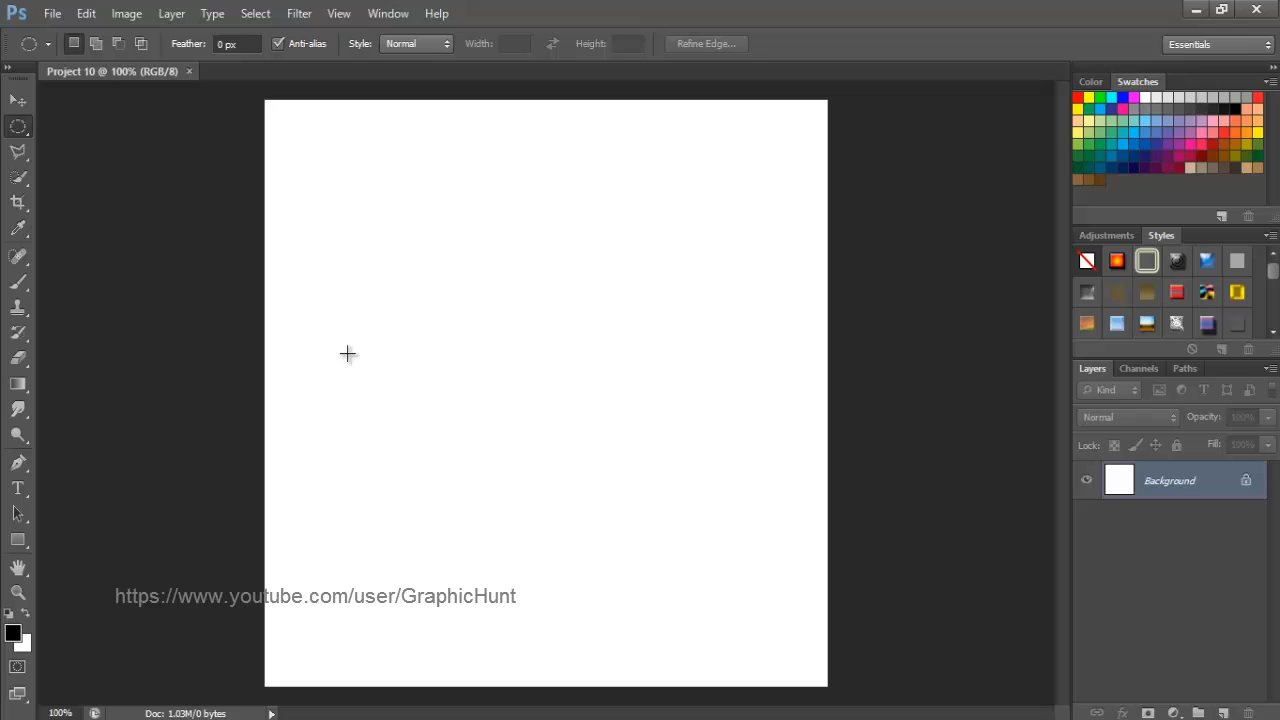 Ps File Edit Image Layer Type Select Filter View Window Help
Feather: 0 px Anti-alias Style: Normal Width: Height: Refine Edge... Essentials
Project 10 @ 100% (RGB/8) ×
Color Swatches
Adjustments Styles
Layers Channels Paths
Kind
Normal Opacity: 100%
Lock: Fill: 100%
Background
https://www.youtube.com/user/GraphicHunt
100% Doc: 1.03M/0 bytes